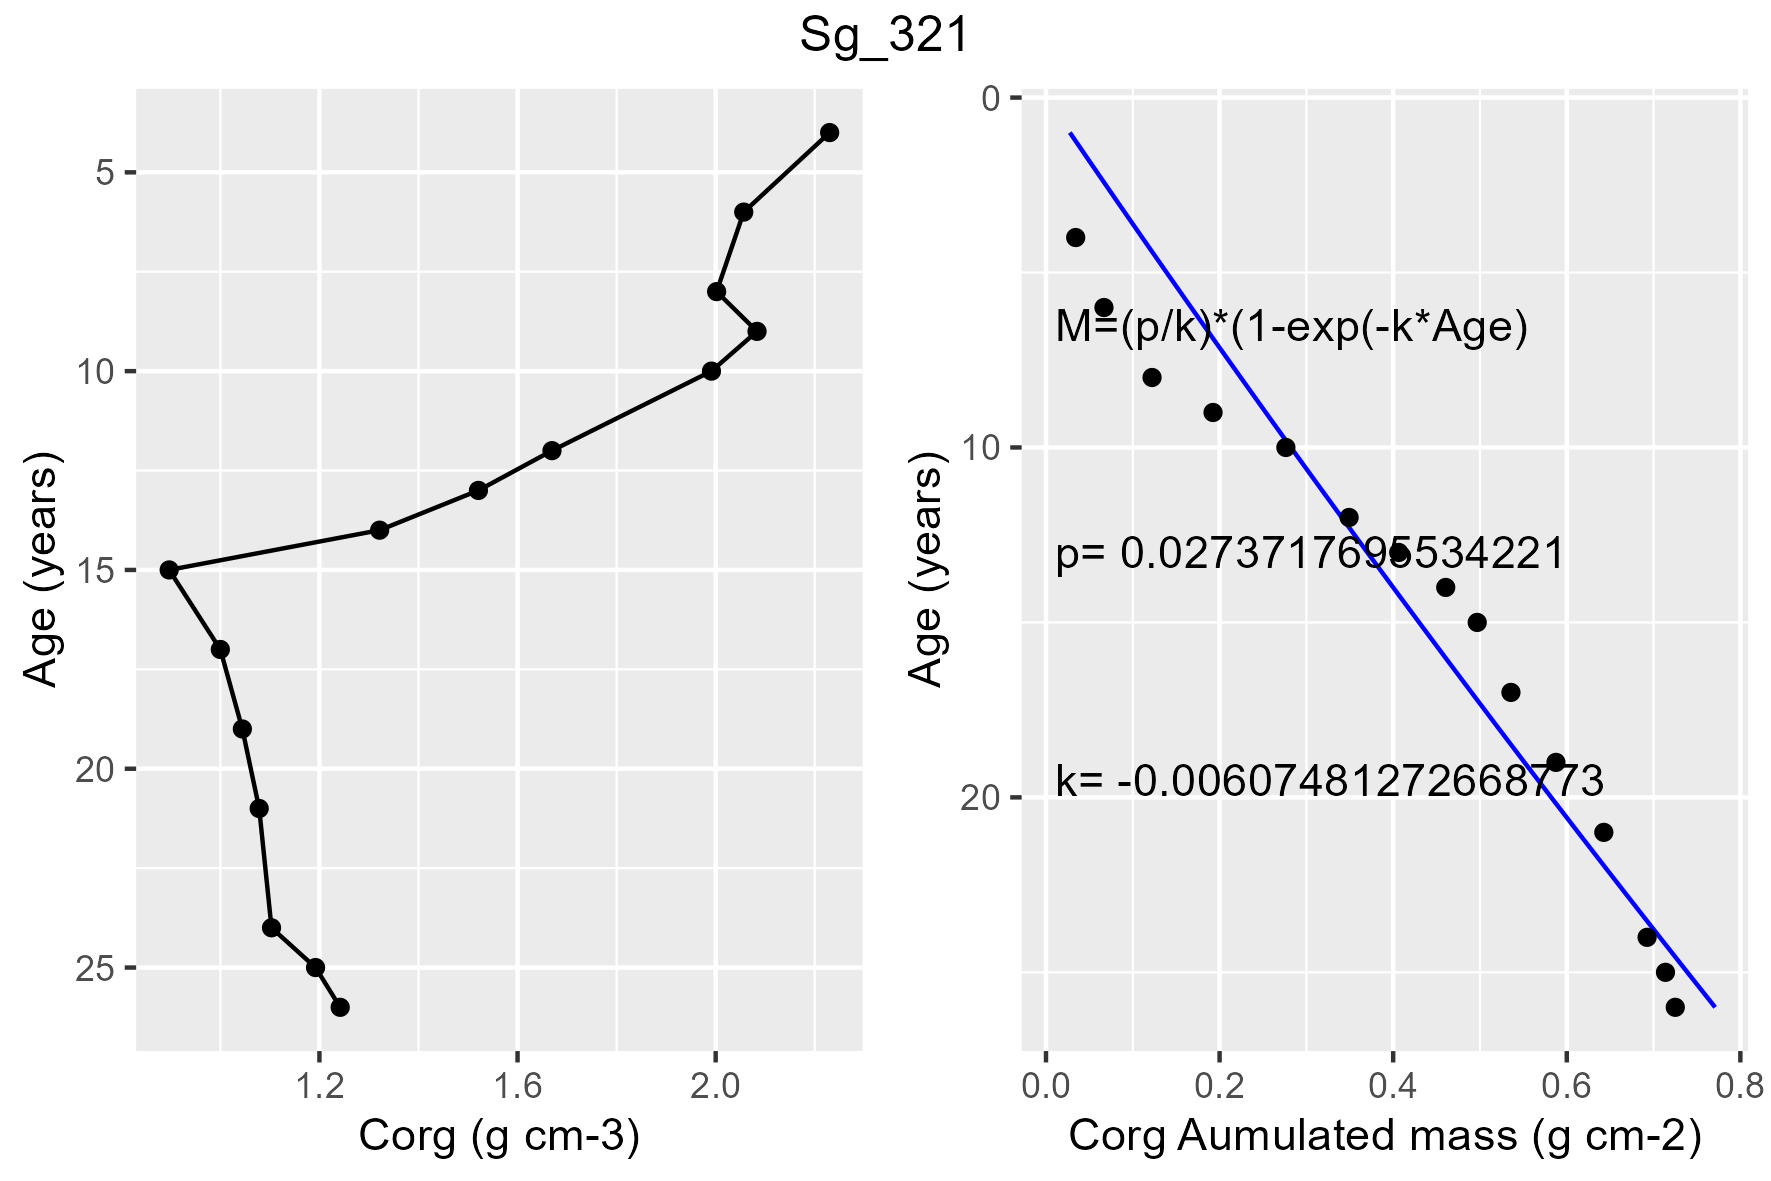 Sg_321
5
10
15
20
25
1.2 1.6 2.0
Age (years)
Corg (g cm-3)
0
10
20
0.0 0.2 0.4 0.6 0.8
Age (years)
Corg Aumulated mass (g cm-2)
M=(p/k)*(1-exp(-k*Age)
p= 0.0273717695534221
k= -0.00607481272668773